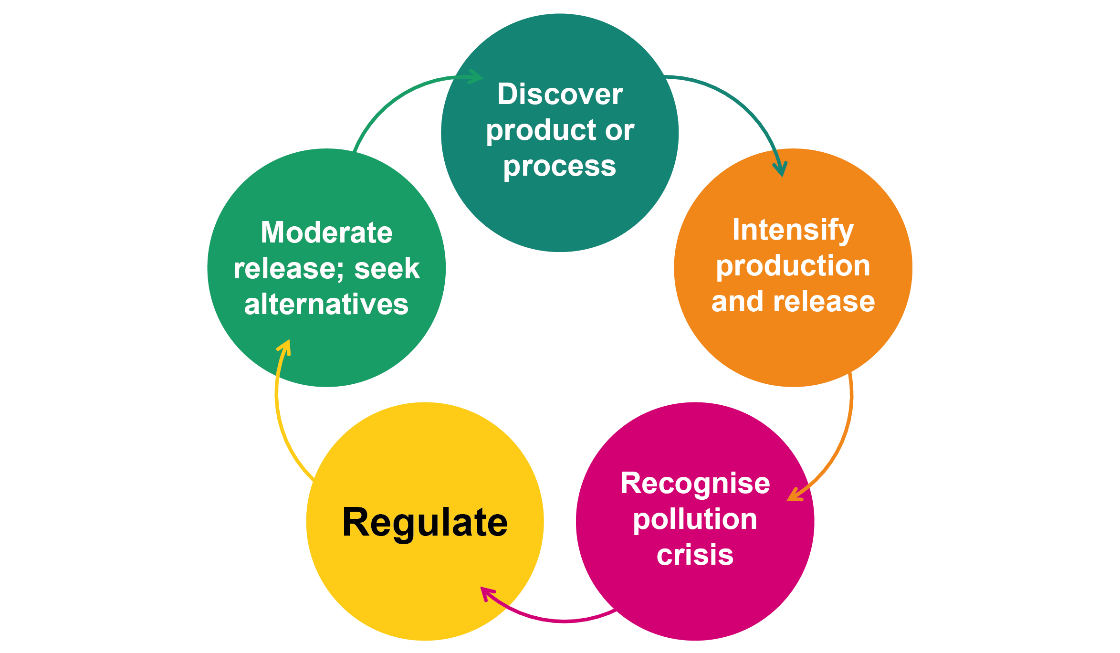 Discover
product or
process
Intensify
production
and release
Recognise
pollution
crisis
Regulate
Moderate
release; seek
alternatives